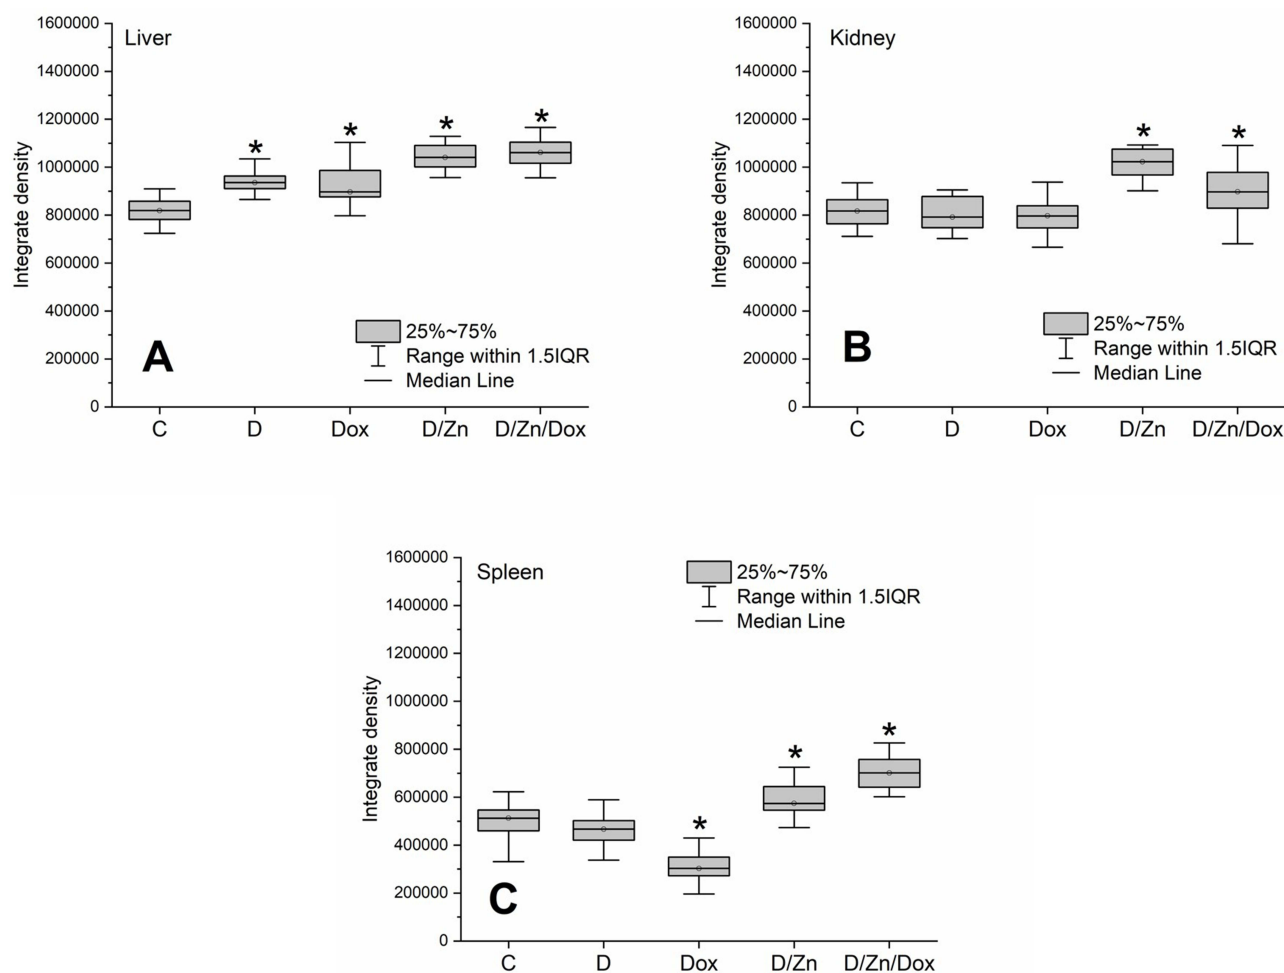 Liver
1600000
1400000
1200000
1000000
800000
600000
400000
200000
0
Integrate density
* * * *
25%~75%
Range within 1.5IQR
Median Line
A
C D Dox D/Zn D/Zn/Dox
Kidney
1600000
1400000
1200000
1000000
800000
600000
400000
200000
0
Integrate density
* *
25%~75%
Range within 1.5IQR
Median Line
B
C D Dox D/Zn D/Zn/Dox
Spleen
1600000
1400000
1200000
1000000
800000
600000
400000
200000
0
Integrate density
25%~75%
Range within 1.5IQR
Median Line
* * *
C
C D Dox D/Zn D/Zn/Dox